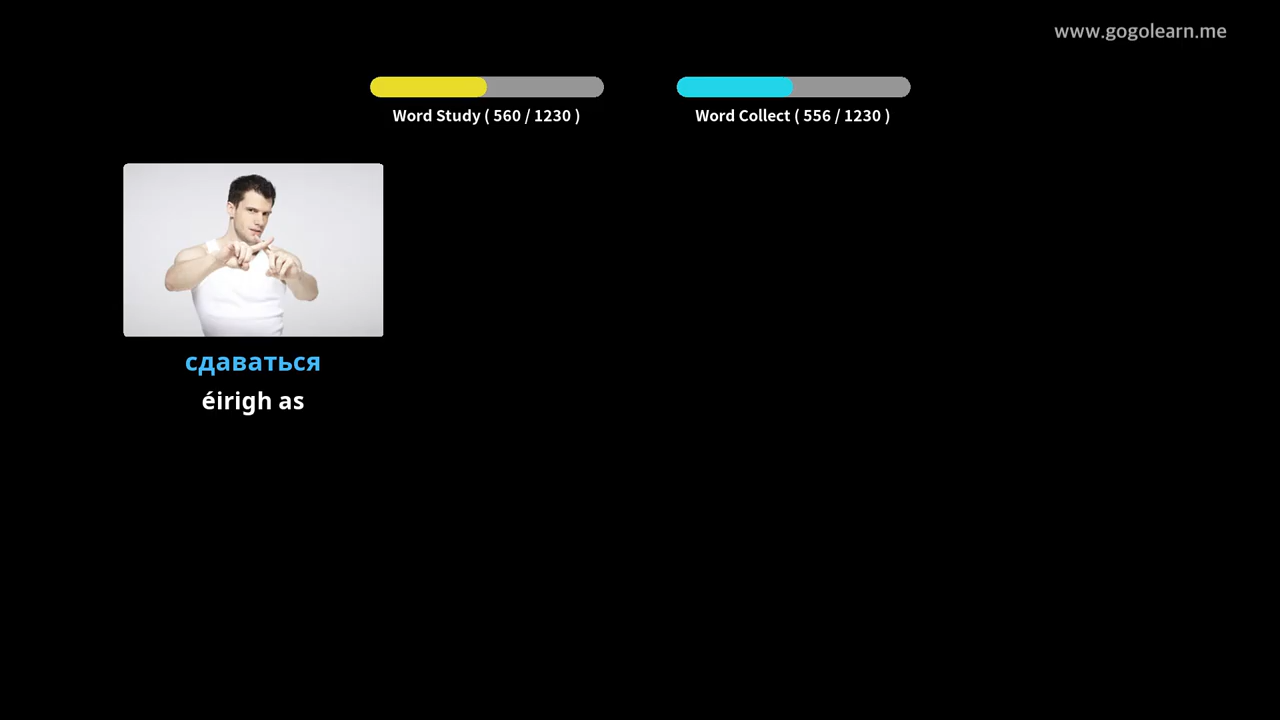 www.gogolearn.me
Word Study ( 560 / 1230 )
Word Collect ( 556 / 1230 )
сдаваться
éirigh as